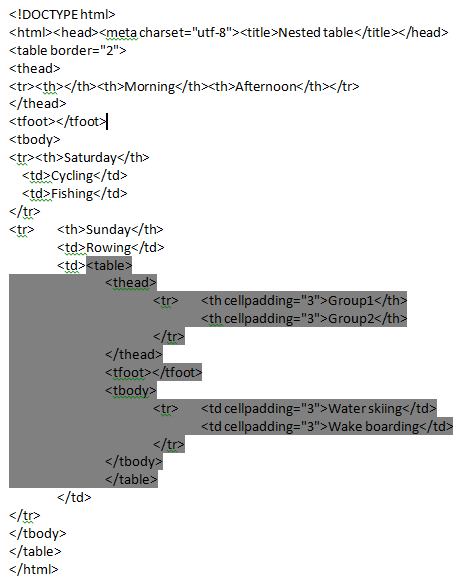 <!DOCTYPE html>
<html><head><meta charset="utf-8"><title>Nested table</title></head>
<table border="2">
<thead>
<tr><th></th><th>Morning</th><th>Afternoon</th></tr>
</thead>
<tfoot></tfoot>
<tbody>
<tr><th>Saturday</th>
<td>Cycling</td>
<td>Fishing</td>
</tr>
<tr> <th>Sunday</th>
<td>Rowing</td>
<td><table>
<thead>
<tr> <th cellpadding="3">Group1</th>
<th cellpadding="3">Group2</th>
</tr>
</thead>
<tfoot></tfoot>
<tbody>
<tr> <td cellpadding="3">Water skiing</td>
<td cellpadding="3">Wake boarding</td>
</tr>
</tbody>
</table>
</td>
</tr>
</tbody>
</table>
</html>